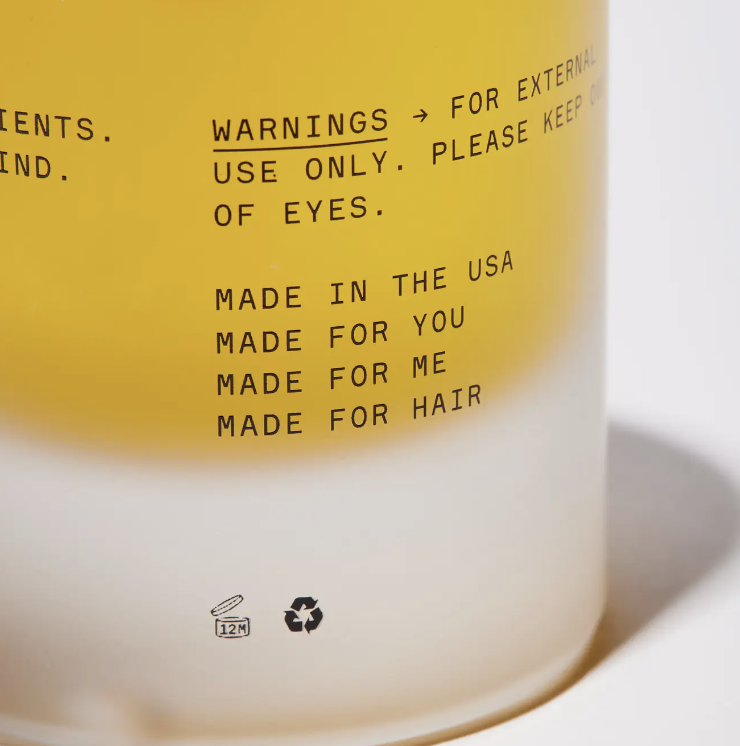 IENTS.
IND.
WARNINGS → FOR EXTERNAL
USE ONLY. PLEASE KEEP
OF EYES.
MADE IN THE USA
MADE FOR YOU
MADE FOR ME
MADE FOR HAIR
12M